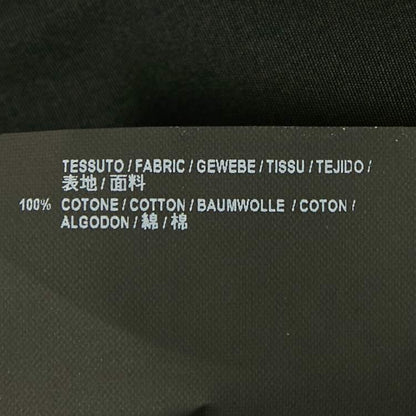 TESSUTO / FABRIC / GEWEBE / TISSU / TEJIDO /
表地 / 面料
100% COTONE / COTTON / BAUMWOLLE / COTON /
ALGODON / 綿 / 棉